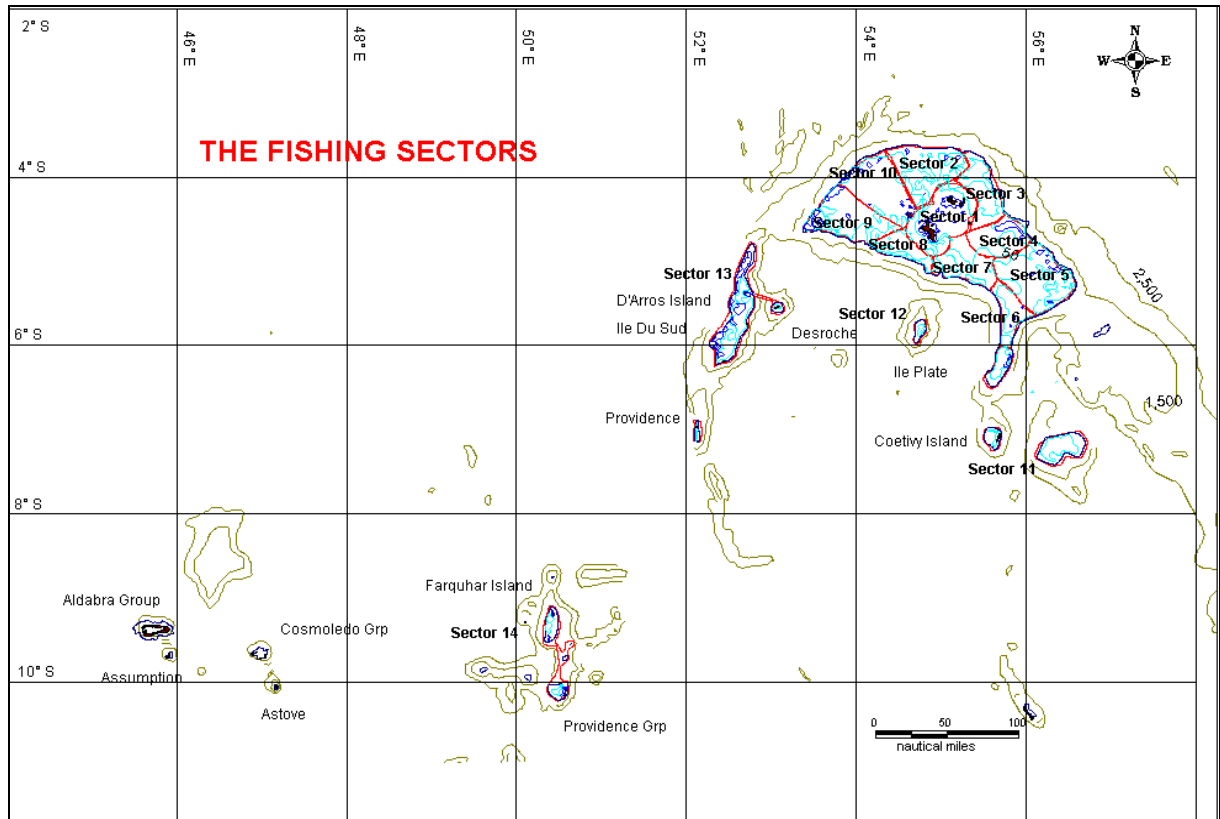 2° S
46° E
48° E
50° E
52° E
54° E
56° E
N
W E
S
THE FISHING SECTORS
4° S
Sector 2
Sector 10
Sector 3
Sector 1
Sector 9
Sector 8
Sector 4
50
Sector 7
Sector 5
Sector 13
2,500
D'Arros Island
Sector 12
Sector 6
Ile Du Sud
Desroche
6° S
Ile Plate
1,500
Providence
Coetivy Island
Sector 11
8° S
Farquhar Island
Aldabra Group
Cosmoledo Grp
Sector 14
10° S
Assumption
Astove
Providence Grp
0 50 100
nautical miles